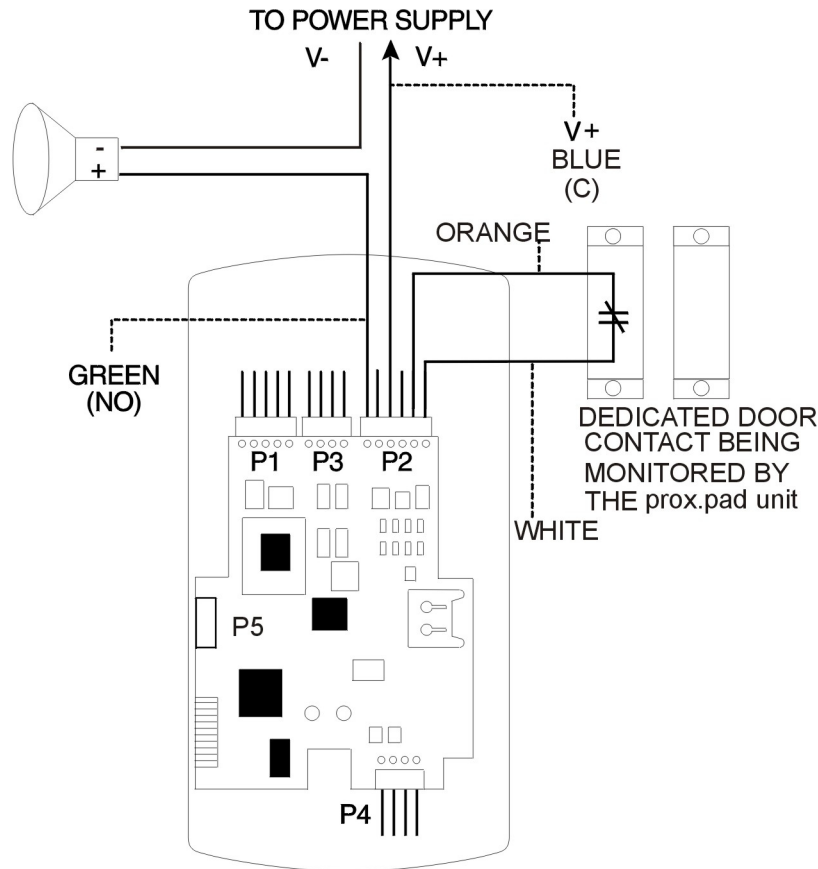 TO POWER SUPPLY
V- V+
-
+
V+
BLUE
(C)
ORANGE
GREEN
(NO)
DEDICATED DOOR
CONTACT BEING
MONITORED BY
THE prox.pad unit
WHITE
P1 P3 P2
P5
P4